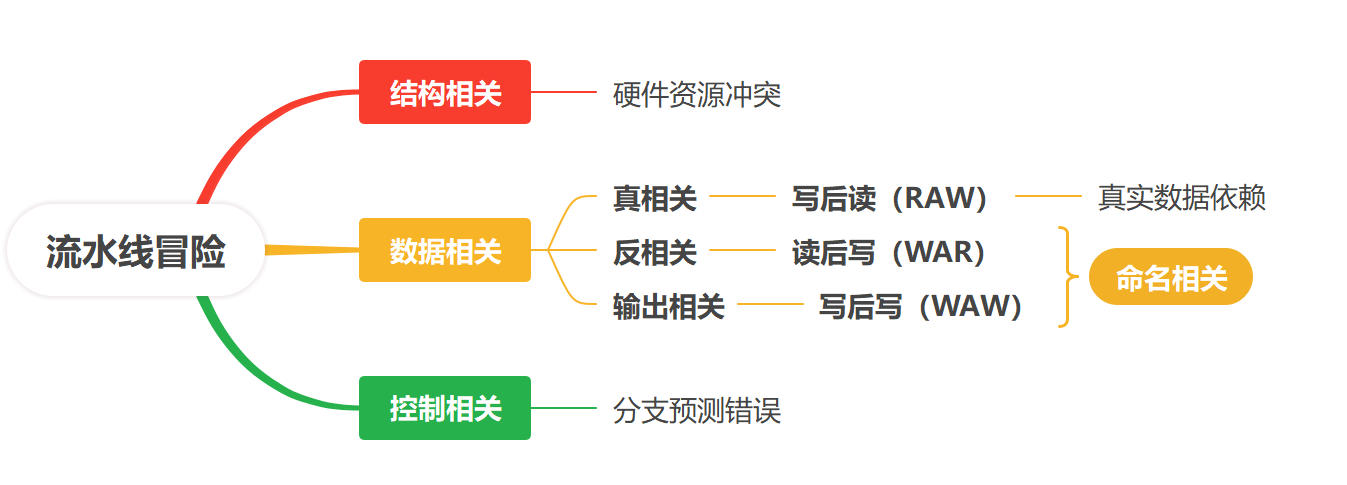 流水线冒险
结构相关
硬件资源冲突
数据相关
真相关
写后读（RAW）
真实数据依赖
反相关
读后写（WAR）
输出相关
写后写（WAW）
命名相关
控制相关
分支预测错误